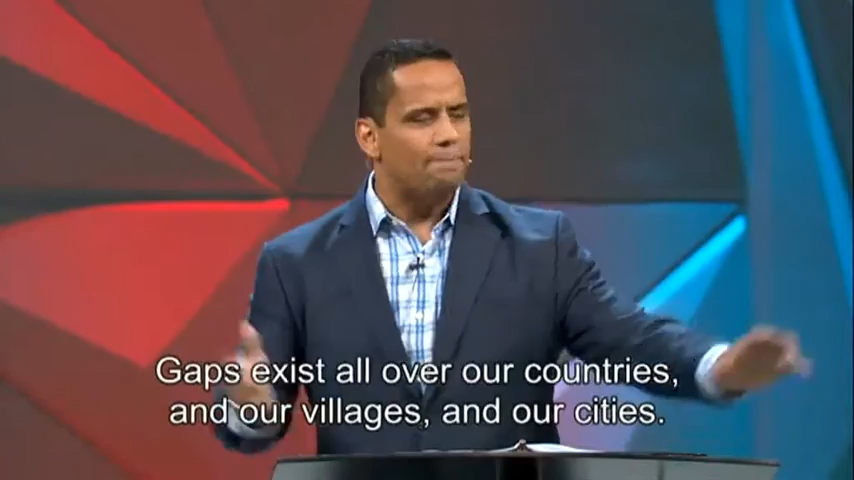 Gaps exist all over our countries,
and our villages, and our cities.